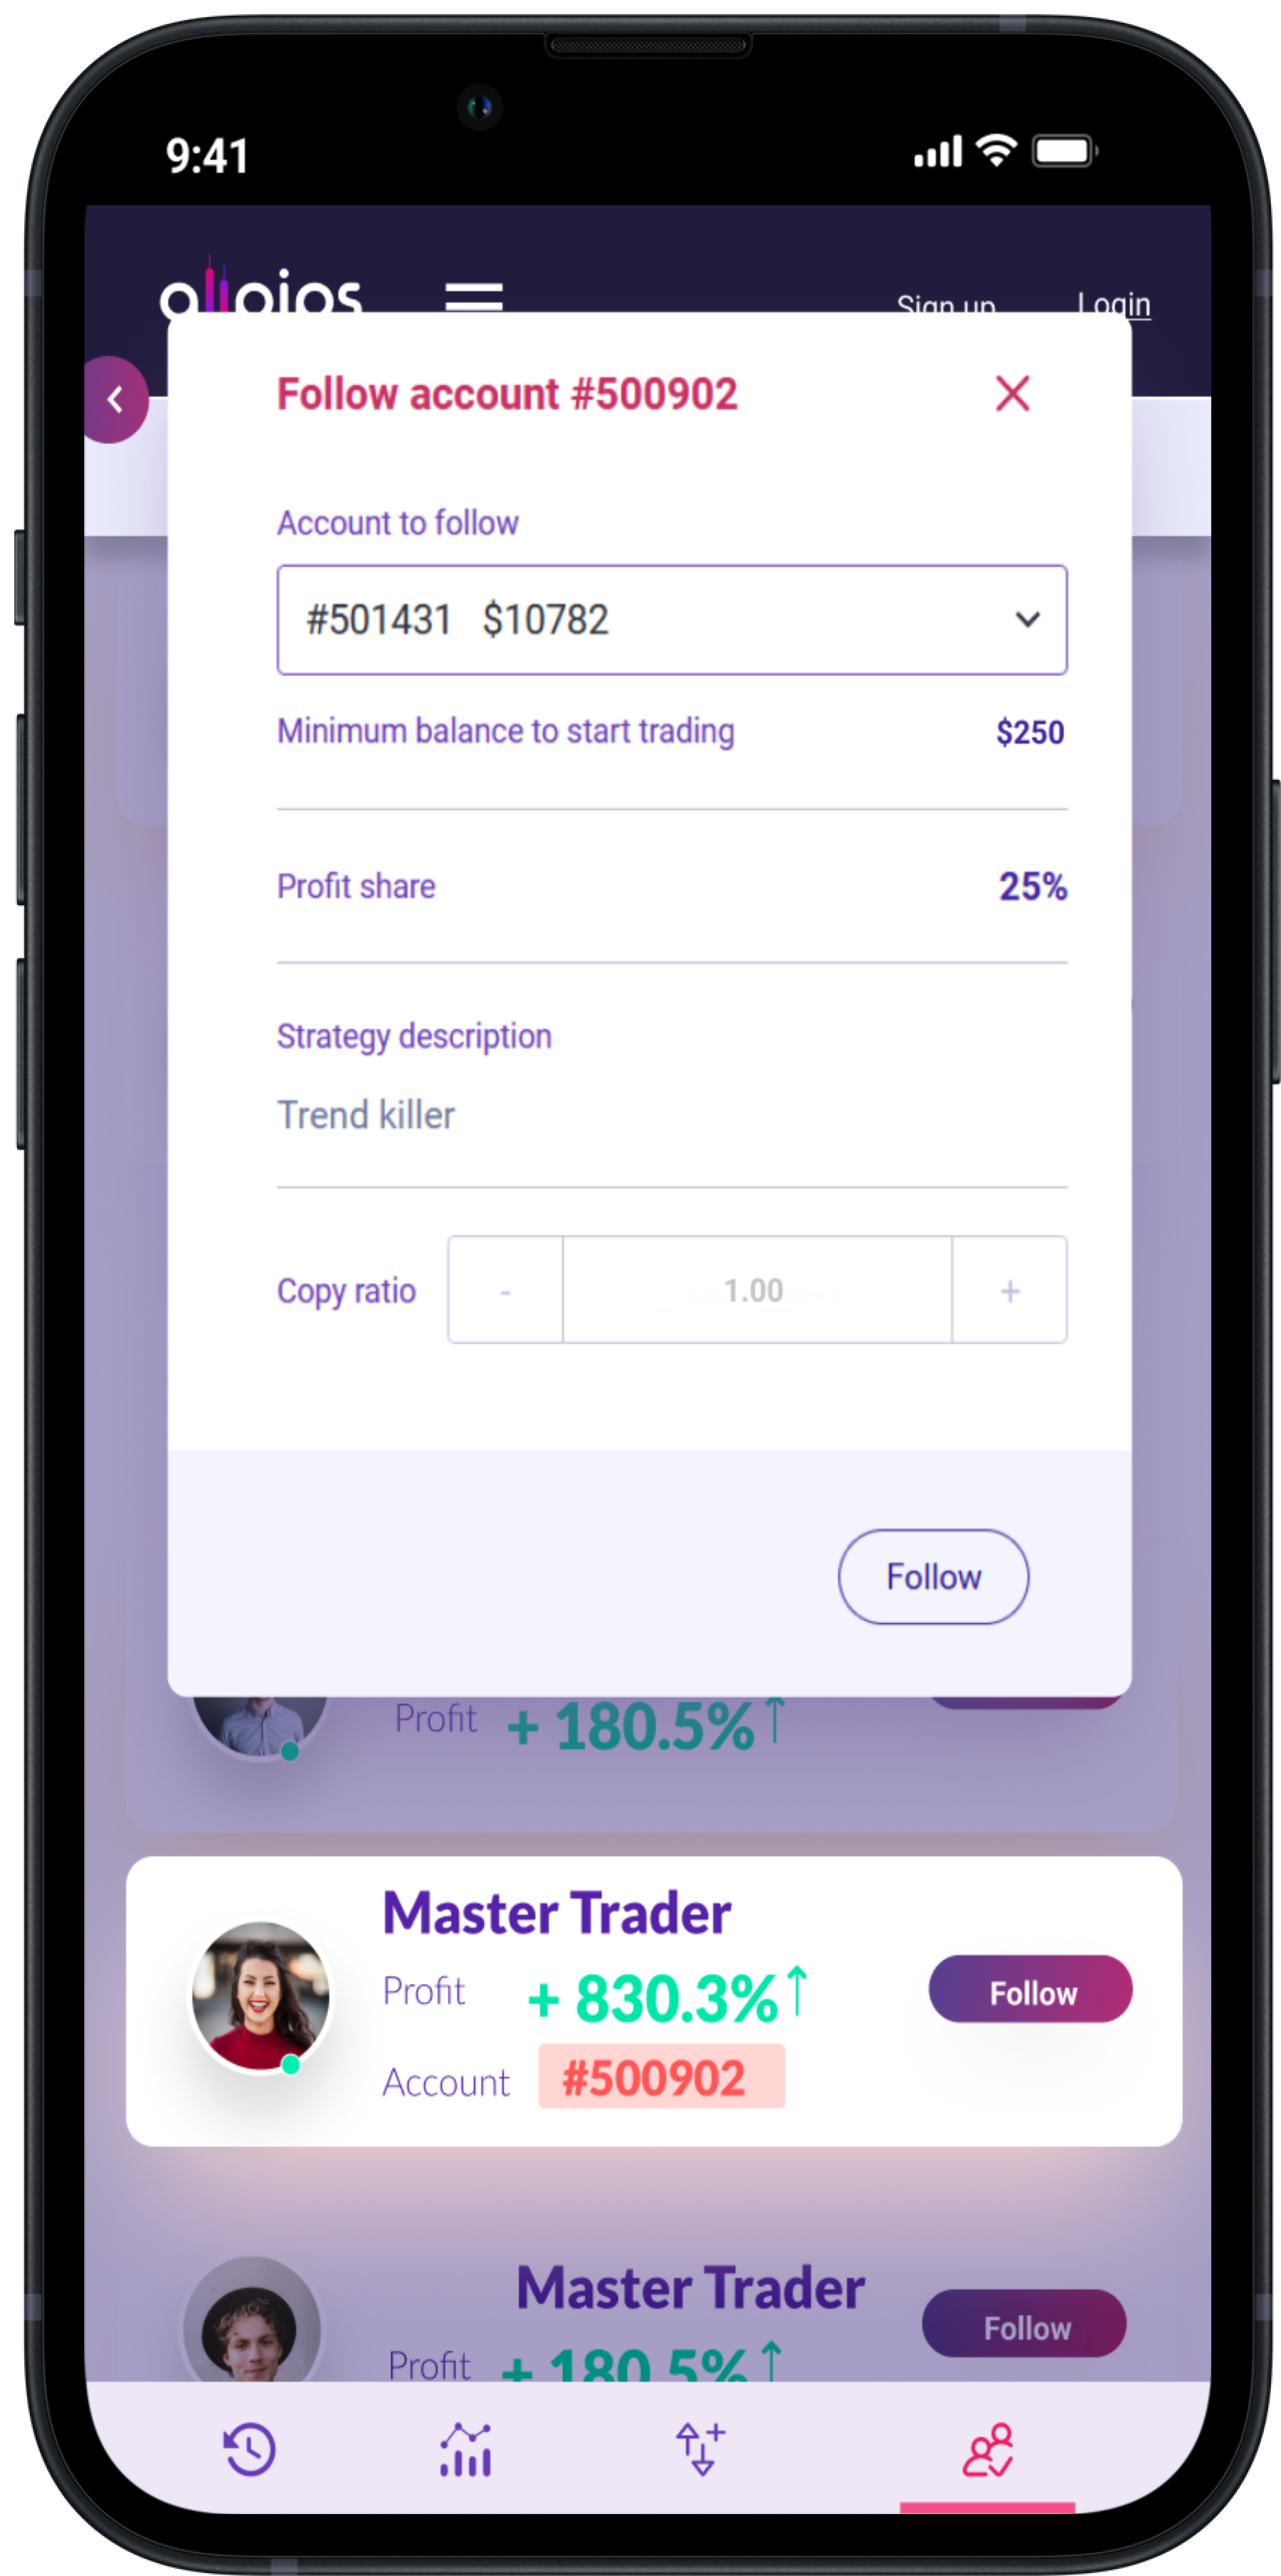 9:41
alloios
Sign up Login
Follow account #500902
Account to follow
#501431 $10782
Minimum balance to start trading $250
Profit share 25%
Strategy description
Trend killer
Copy ratio - 1.00 +
Follow
Profit + 180.5%↑
Master Trader
Profit + 830.3%↑
Follow
Account #500902
Master Trader
Follow
Profit + 180.5%↑